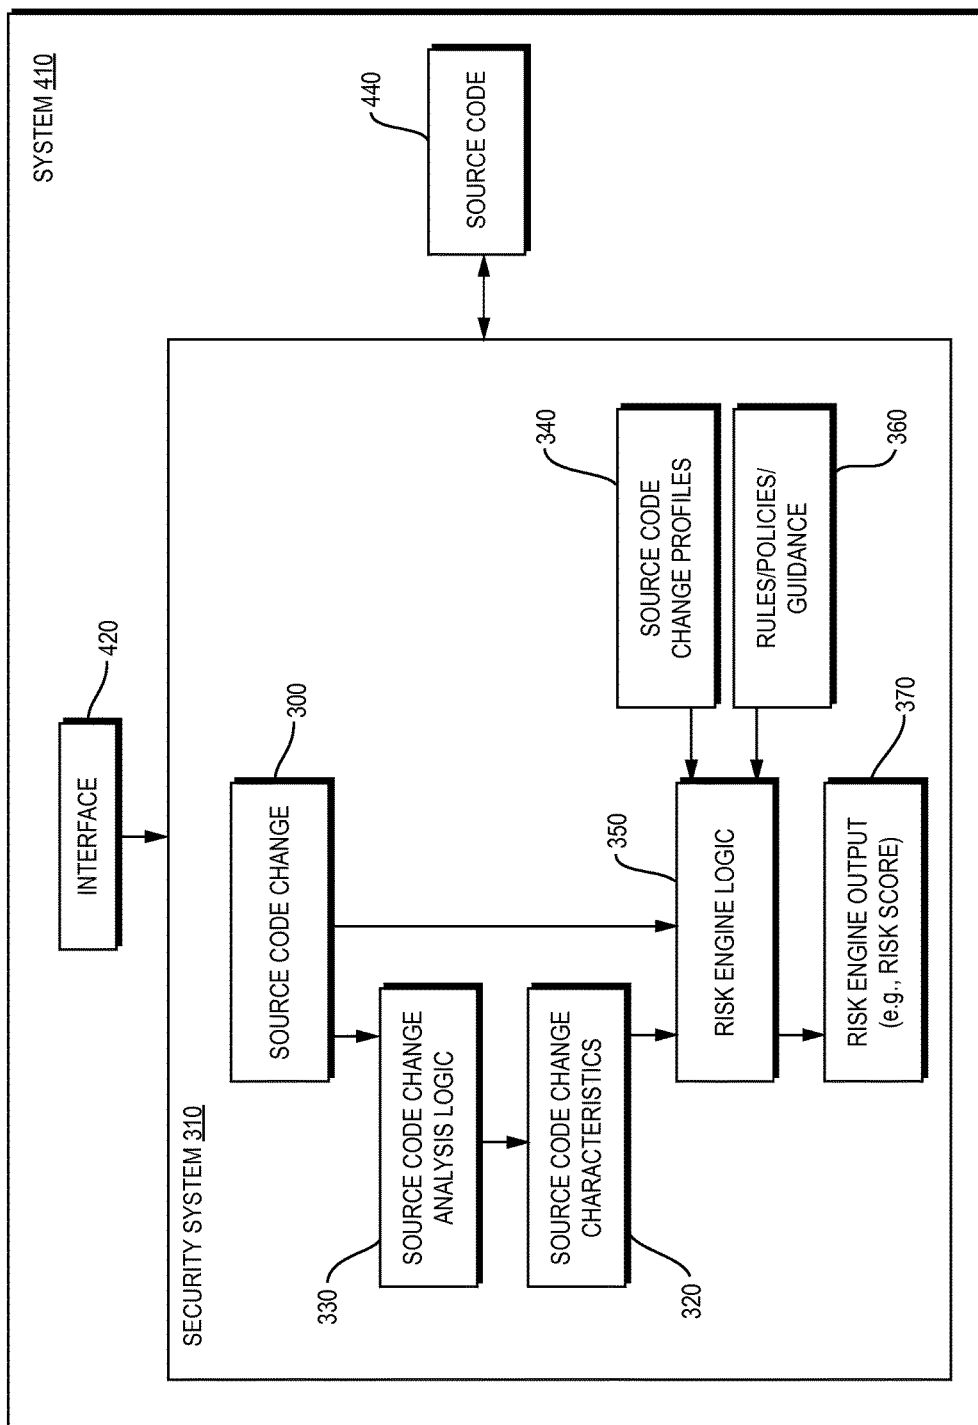 SYSTEM 410
INTERFACE
420
440
SOURCE CODE
SECURITY SYSTEM 310
SOURCE CODE CHANGE
300
SOURCE CODE CHANGE
ANALYSIS LOGIC
330
SOURCE CODE CHANGE
CHARACTERISTICS
320
340
SOURCE CODE
CHANGE PROFILES
350
RISK ENGINE LOGIC
RULES/POLICIES/
GUIDANCE
360
RISK ENGINE OUTPUT
(e.g., RISK SCORE)
370